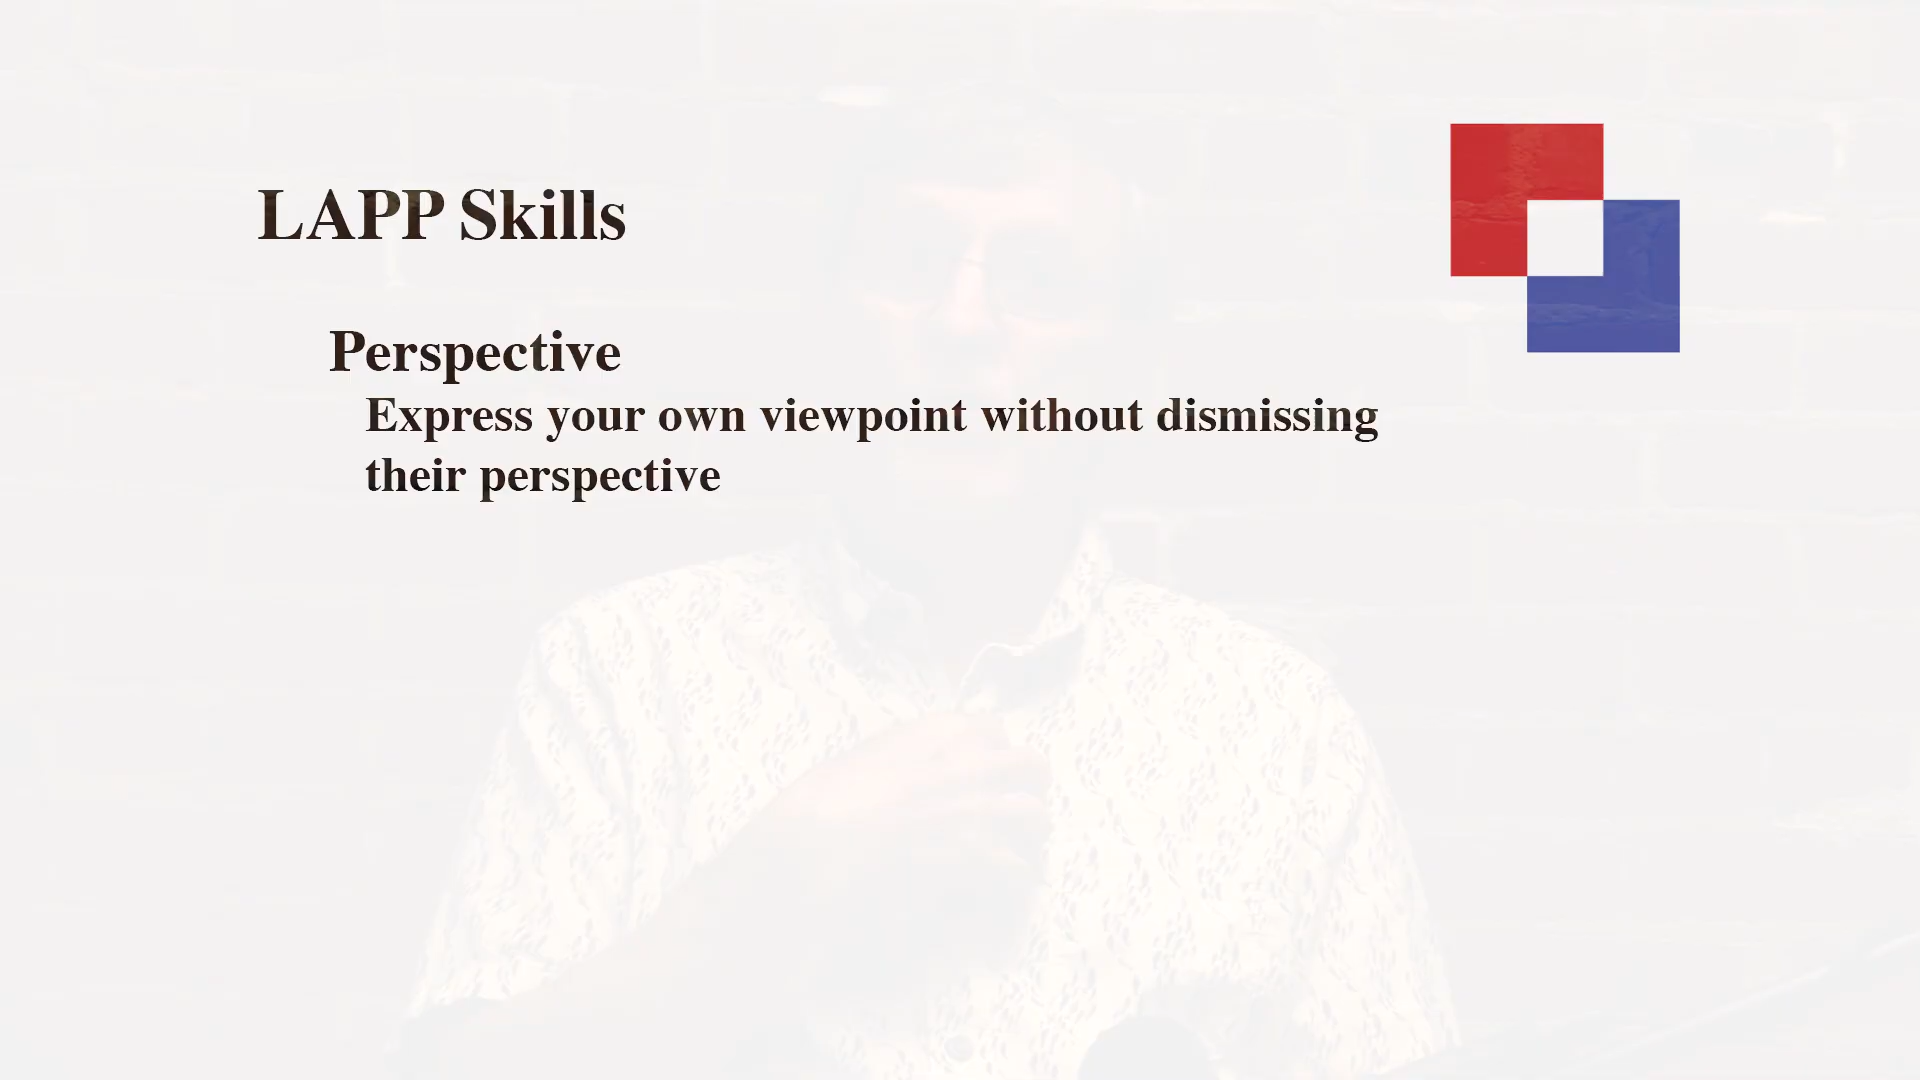 LAPP Skills
Perspective
Express your own viewpoint without dismissing
their perspective